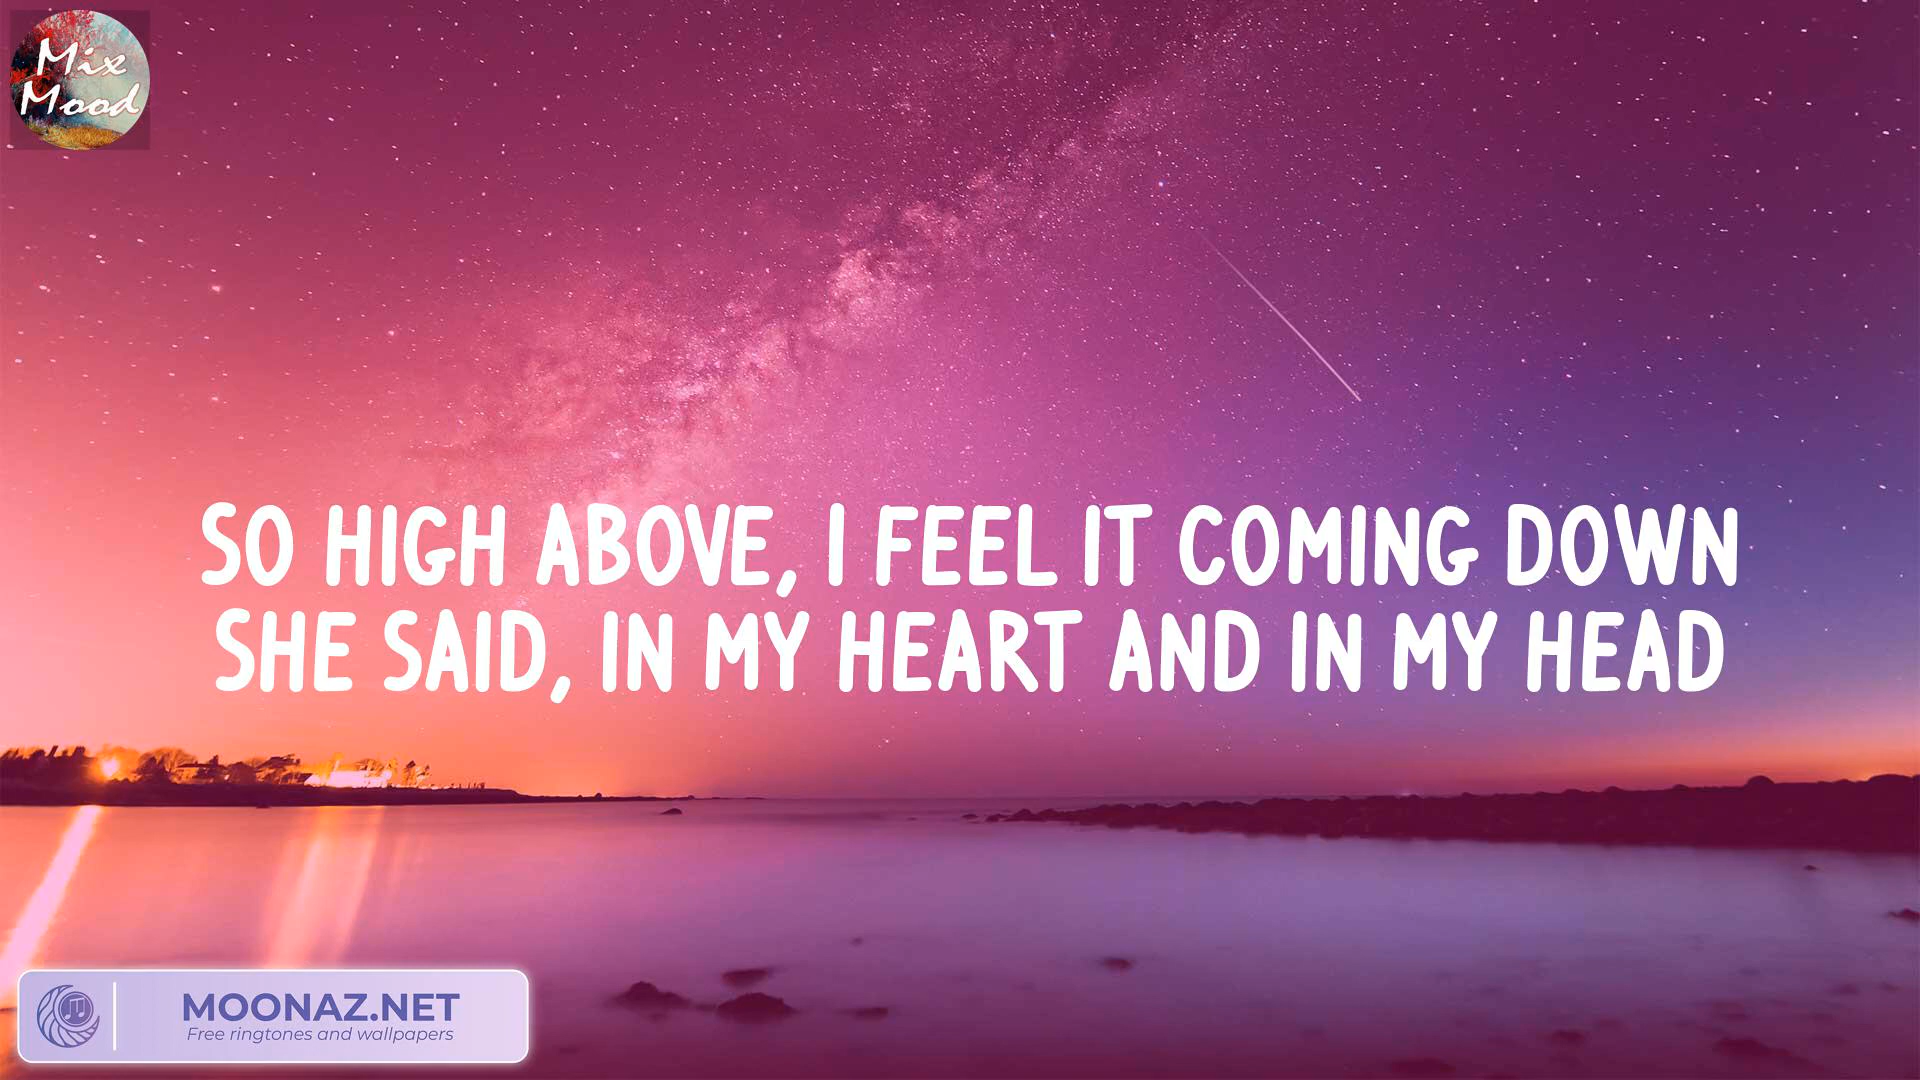 Mix
Mood
SO HIGH ABOVE, I FEEL IT COMING DOWN
SHE SAID, IN MY HEART AND IN MY HEAD
MOONAZ.NET
Free ringtones and wallpapers